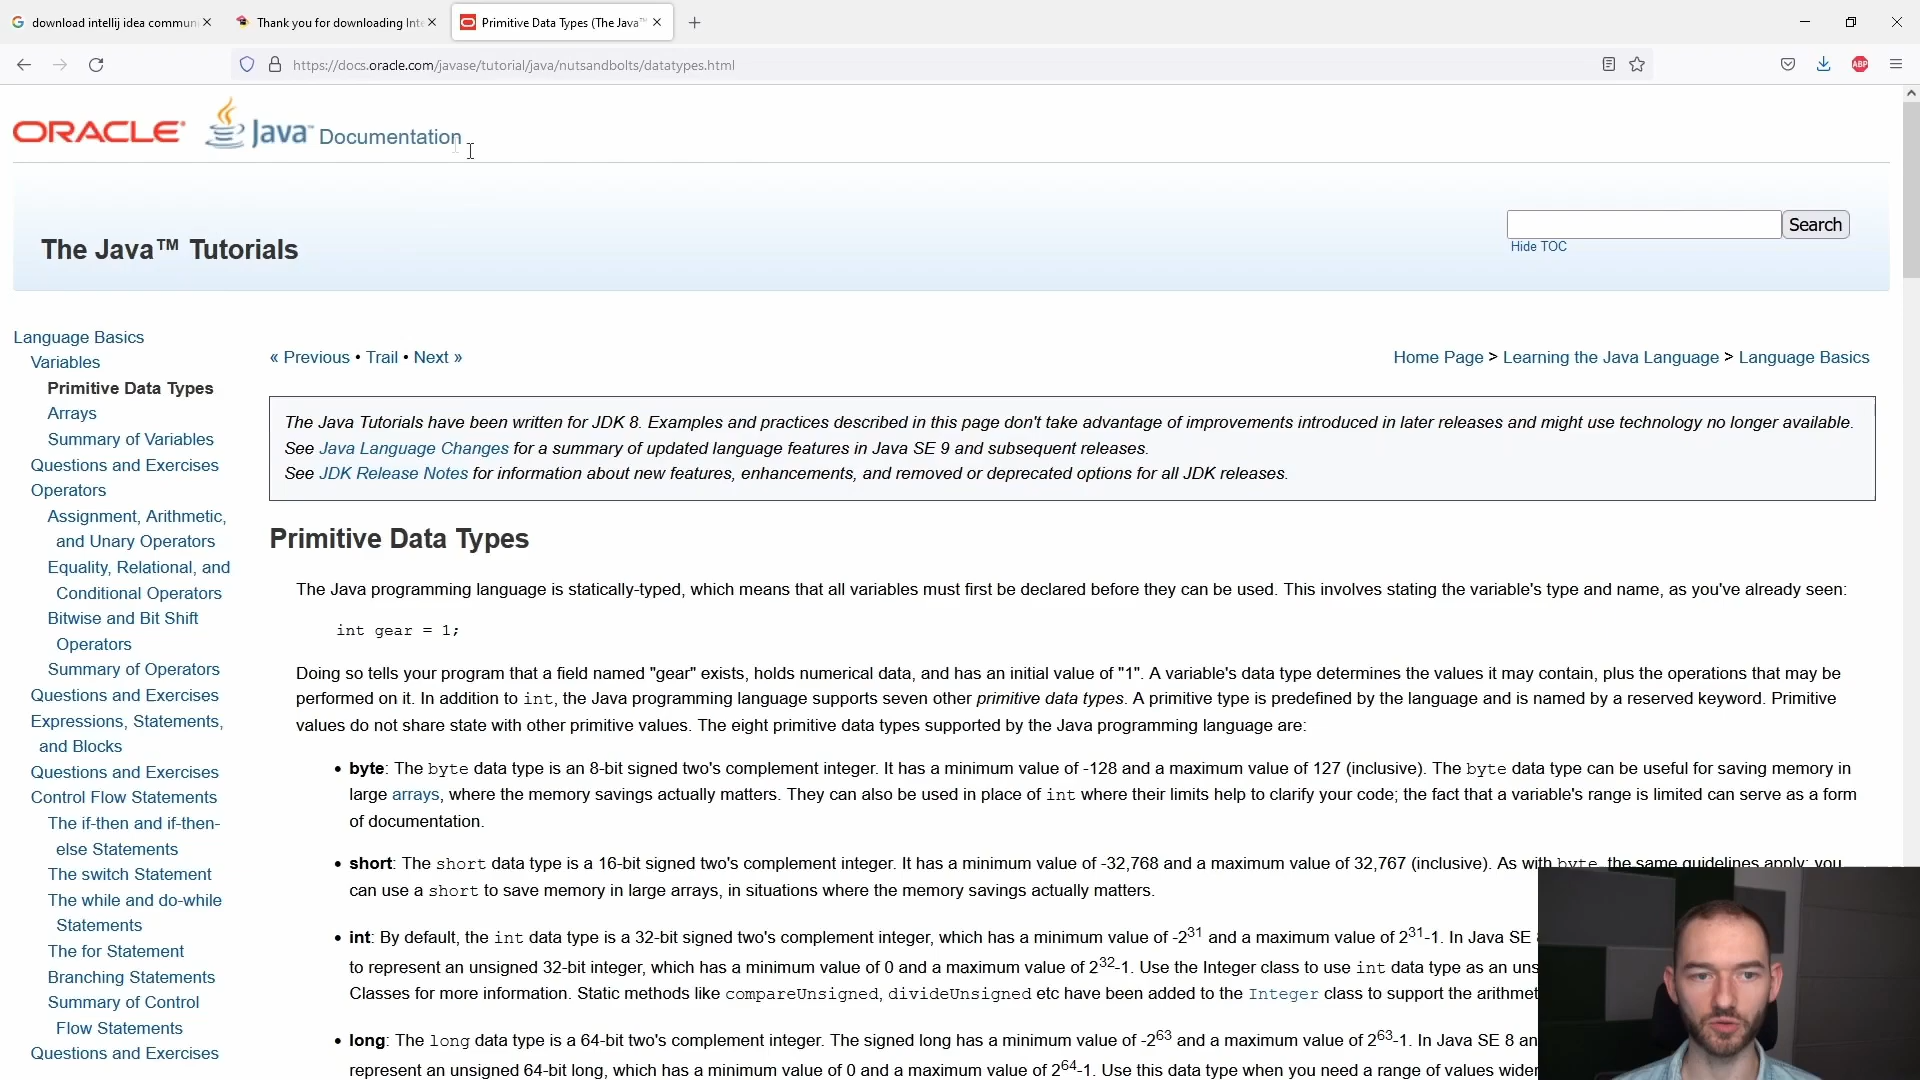 download intellij idea commun
Thank you for downloading Inte
Primitive Data Types (The Java™
https://docs.oracle.com/javase/tutorial/java/nutsandbolts/datatypes.html
ABP
ORACLE Java™ Documentation
The Java™ Tutorials
Search
Hide TOC
Language Basics
Variables
Primitive Data Types
Arrays
Summary of Variables
Questions and Exercises
Operators
Assignment, Arithmetic,
and Unary Operators
Equality, Relational, and
Conditional Operators
Bitwise and Bit Shift
Operators
Summary of Operators
Questions and Exercises
Expressions, Statements,
and Blocks
Questions and Exercises
Control Flow Statements
The if-then and if-then-
else Statements
The switch Statement
The while and do-while
Statements
The for Statement
Branching Statements
Summary of Control
Flow Statements
Questions and Exercises
« Previous • Trail • Next »
Home Page > Learning the Java Language > Language Basics
The Java Tutorials have been written for JDK 8. Examples and practices described in this page don't take advantage of improvements introduced in later releases and might use technology no longer available.
See Java Language Changes for a summary of updated language features in Java SE 9 and subsequent releases.
See JDK Release Notes for information about new features, enhancements, and removed or deprecated options for all JDK releases.
Primitive Data Types
The Java programming language is statically-typed, which means that all variables must first be declared before they can be used. This involves stating the variable's type and name, as you've already seen:
int gear = 1;
Doing so tells your program that a field named "gear" exists, holds numerical data, and has an initial value of "1". A variable's data type determines the values it may contain, plus the operations that may be
performed on it. In addition to int, the Java programming language supports seven other primitive data types. A primitive type is predefined by the language and is named by a reserved keyword. Primitive
values do not share state with other primitive values. The eight primitive data types supported by the Java programming language are:
• byte: The byte data type is an 8-bit signed two's complement integer. It has a minimum value of -128 and a maximum value of 127 (inclusive). The byte data type can be useful for saving memory in
large arrays, where the memory savings actually matters. They can also be used in place of int where their limits help to clarify your code; the fact that a variable's range is limited can serve as a form
of documentation.
• short: The short data type is a 16-bit signed two's complement integer. It has a minimum value of -32,768 and a maximum value of 32,767 (inclusive). As with byte, the same guidelines apply: you
can use a short to save memory in large arrays, in situations where the memory savings actually matters.
• int: By default, the int data type is a 32-bit signed two's complement integer, which has a minimum value of -2³¹ and a maximum value of 2³¹-1. In Java SE
to represent an unsigned 32-bit integer, which has a minimum value of 0 and a maximum value of 2³²-1. Use the Integer class to use int data type as an uns
Classes for more information. Static methods like compareUnsigned, divideUnsigned etc have been added to the Integer class to support the arithmet
• long: The long data type is a 64-bit two's complement integer. The signed long has a minimum value of -2⁶³ and a maximum value of 2⁶³-1. In Java SE 8 an
represent an unsigned 64-bit long, which has a minimum value of 0 and a maximum value of 2⁶⁴-1. Use this data type when you need a range of values wider